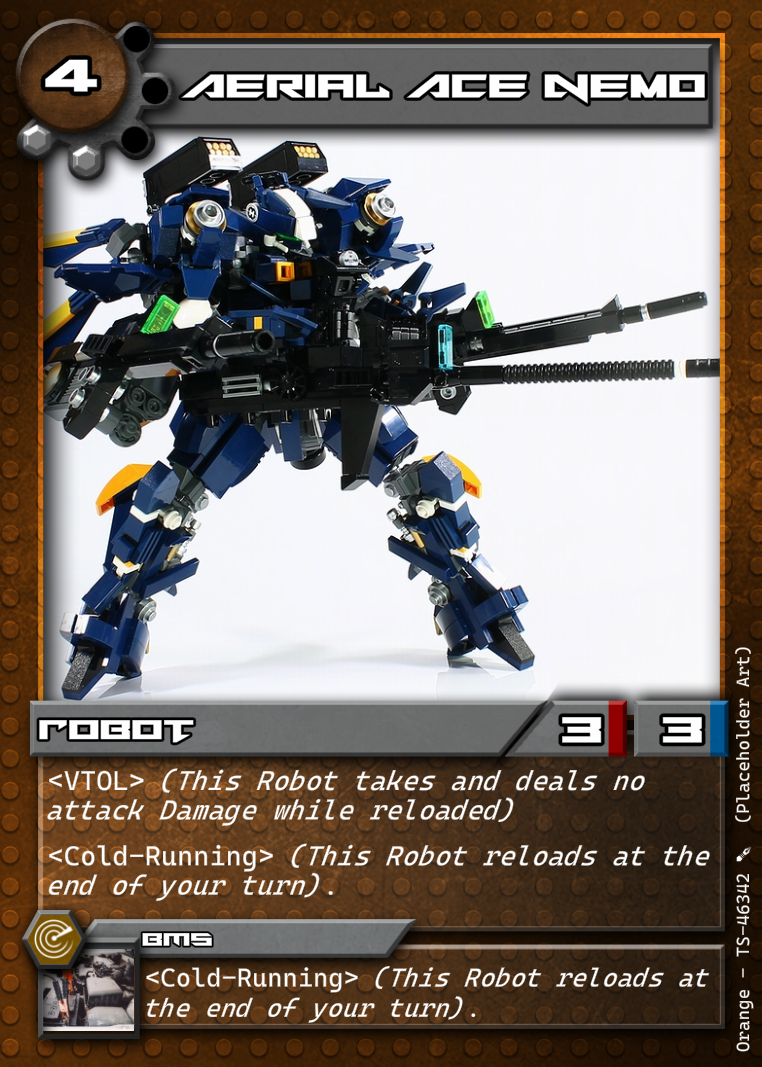 4
AERIAL ACE NEMO
ROBOT
3
3
<VTOL> (This Robot takes and deals no
attack Damage while reloaded)
<Cold-Running> (This Robot reloads at the
end of your turn).
BMS
<Cold-Running> (This Robot reloads at
the end of your turn).
Orange - TS-46342 ✒ (Placeholder Art)